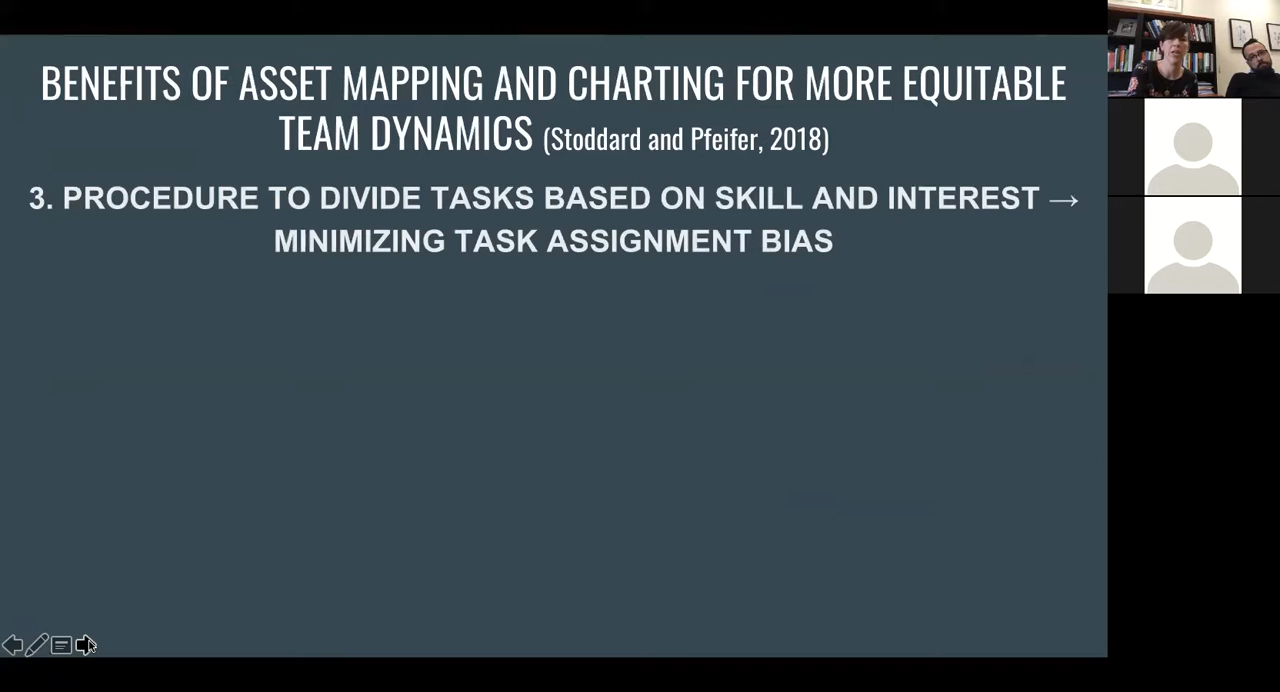 BENEFITS OF ASSET MAPPING AND CHARTING FOR MORE EQUITABLE
TEAM DYNAMICS (Stoddard and Pfeifer, 2018)
3. PROCEDURE TO DIVIDE TASKS BASED ON SKILL AND INTEREST →
MINIMIZING TASK ASSIGNMENT BIAS